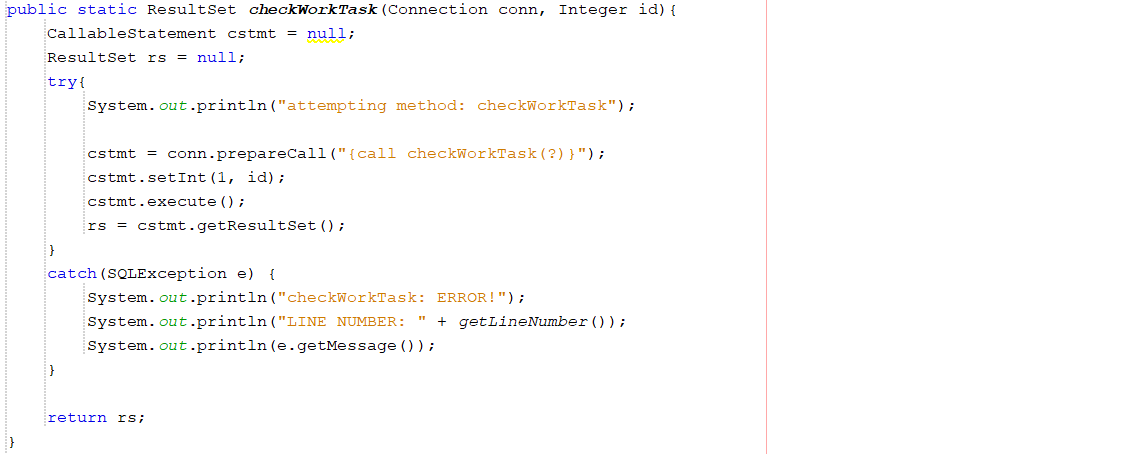 public static ResultSet checkWorkTask(Connection conn, Integer id){
CallableStatement cstmt = null;
ResultSet rs = null;
try{
System.out.println("attempting method: checkWorkTask");
cstmt = conn.prepareCall("{call checkWorkTask(?)}");
cstmt.setInt(1, id);
cstmt.execute();
rs = cstmt.getResultSet();
}
catch(SQLException e) {
System.out.println("checkWorkTask: ERROR!");
System.out.println("LINE NUMBER: " + getLineNumber());
System.out.println(e.getMessage());
}
return rs;
}